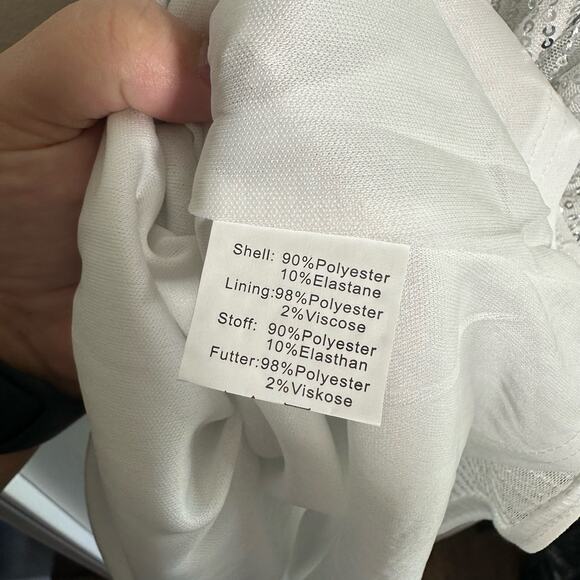 Shell: 90%Polyester
10%Elastane
Lining:98%Polyester
2%Viscose
Stoff: 90%Polyester
10%Elasthan
Futter:98%Polyester
2%Viskose